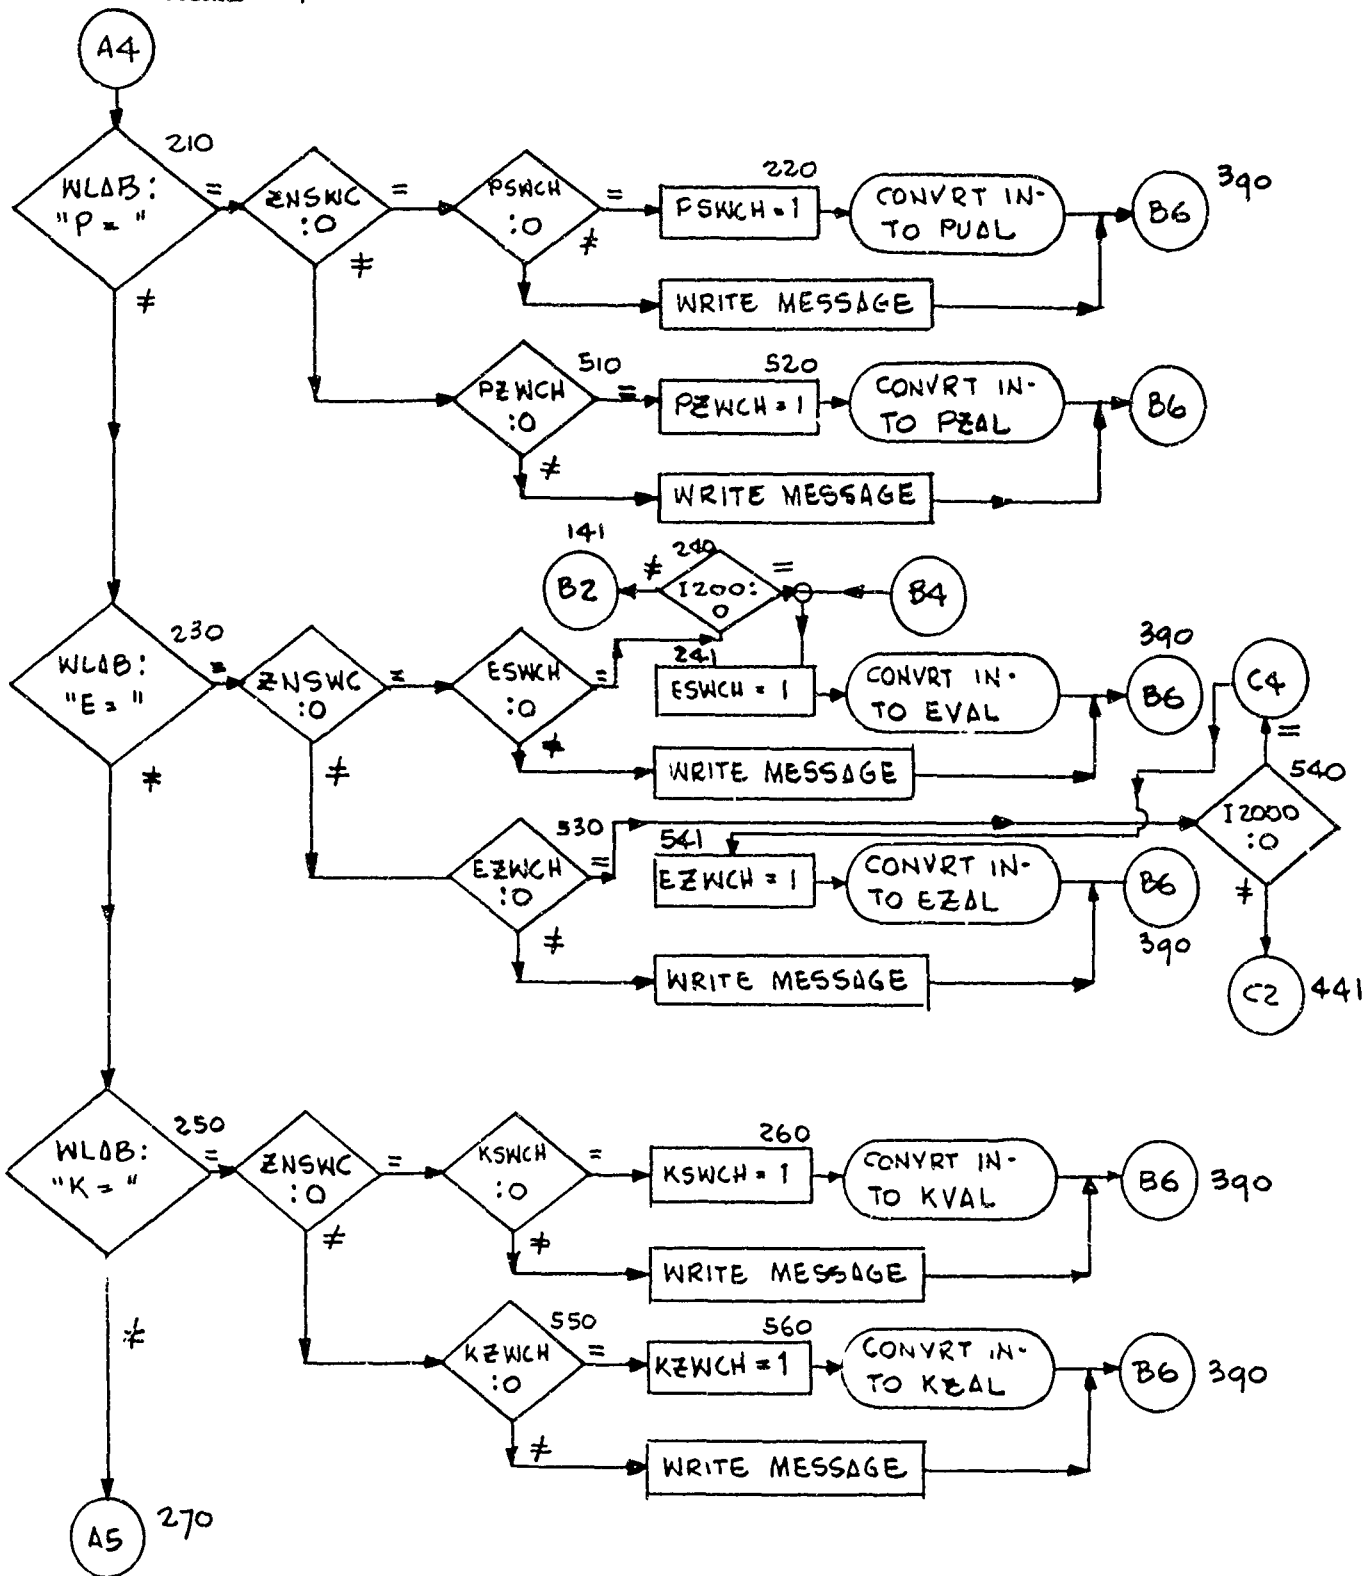 A4
210
WLAB:
"P = "
=
≠
ZNSWC
:0
=
≠
PSWCH
:0
=
≠
220
PSWCH = 1
CONVRT IN-
TO PUAL
B6
390
WRITE MESSAGE
PZWCH
:0
510
=
≠
520
PZWCH = 1
CONVRT IN-
TO PZAL
B6
WRITE MESSAGE
141
B2
≠
240
I200:
0
=
B4
230
WLAB:
"E = "
=
≠
ZNSWC
:0
=
≠
ESWCH
:0
=
≠
241
ESWCH = 1
CONVRT IN-
TO EVAL
390
B6
C4
=
WRITE MESSAGE
540
I2000
:0
≠
530
EZWCH
:0
=
≠
541
EZWCH = 1
CONVRT IN-
TO EZAL
B6
390
WRITE MESSAGE
C2
441
250
WLAB:
"K = "
=
≠
ZNSWC
:0
=
≠
KSWCH
:0
=
≠
260
KSWCH = 1
CONVRT IN-
TO KVAL
B6
390
WRITE MESSAGE
550
KZWCH
:0
=
≠
560
KZWCH = 1
CONVRT IN-
TO KZAL
B6
390
WRITE MESSAGE
A5
270